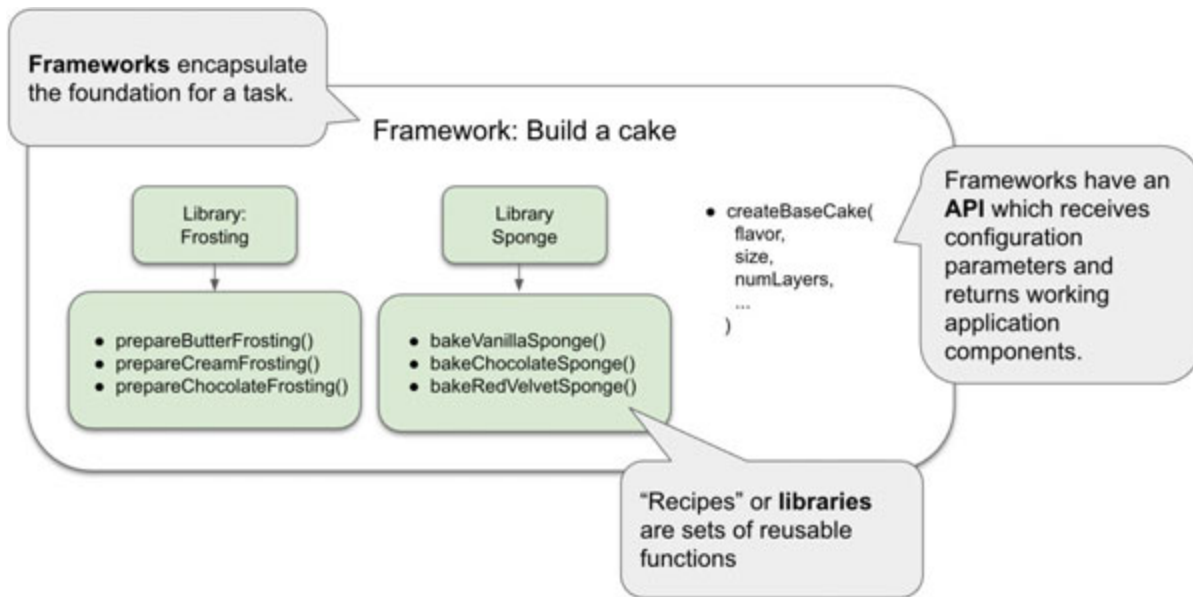 Frameworks encapsulate
the foundation for a task.
Framework: Build a cake
Library:
Frosting
• prepareButterFrosting()
• prepareCreamFrosting()
• prepareChocolateFrosting()
Library
Sponge
• bakeVanillaSponge()
• bakeChocolateSponge()
• bakeRedVelvetSponge()
• createBaseCake(
flavor,
size,
numLayers,
...
)
Frameworks have an
API which receives
configuration
parameters and
returns working
application
components.
“Recipes” or libraries
are sets of reusable
functions